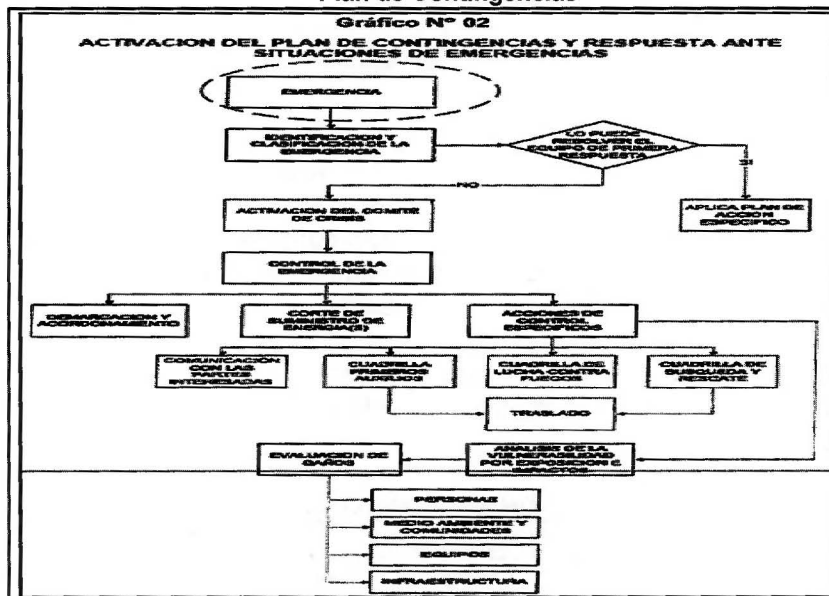 Plan de Contingencias
Gráfico Nº 02
ACTIVACION DEL PLAN DE CONTINGENCIAS Y RESPUESTA ANTE
SITUACIONES DE EMERGENCIAS
EMERGENCIA
IDENTIFICACION Y
CLASIFICACION DE LA
EMERGENCIA
LO PUEDE
RESOLVER EL
EQUIPO DE PRIMERA
RESPUESTA
SI
NO
ACTIVACION DEL COMITE
DE CRISIS
APLICA PLAN DE
ACCION
ESPECIFICO
CONTROL DE LA
EMERGENCIA
DEMARCACION Y
ACORDONAMIENTO
CORTE DE
SUMINISTRO DE
ENERGIA(S)
ACCIONES DE
CONTROL
ESPECIFICOS
COMUNICACION
CON LAS
PARTES
INTERESADAS
CUADRILLA
PRIMEROS
AUXILIOS
CUADRILLA DE
LUCHA CONTRA
FUEGOS
CUADRILLA DE
BUSQUEDA Y
RESCATE
TRASLADO
EVALUACION DE
DAÑOS
ANALISIS DE LA
VULNERABILIDAD
POR EXPOSICION E
IMPACTOS
PERSONAS
MEDIO AMBIENTE Y
COMUNIDADES
EQUIPOS
INFRAESTRUCTURA